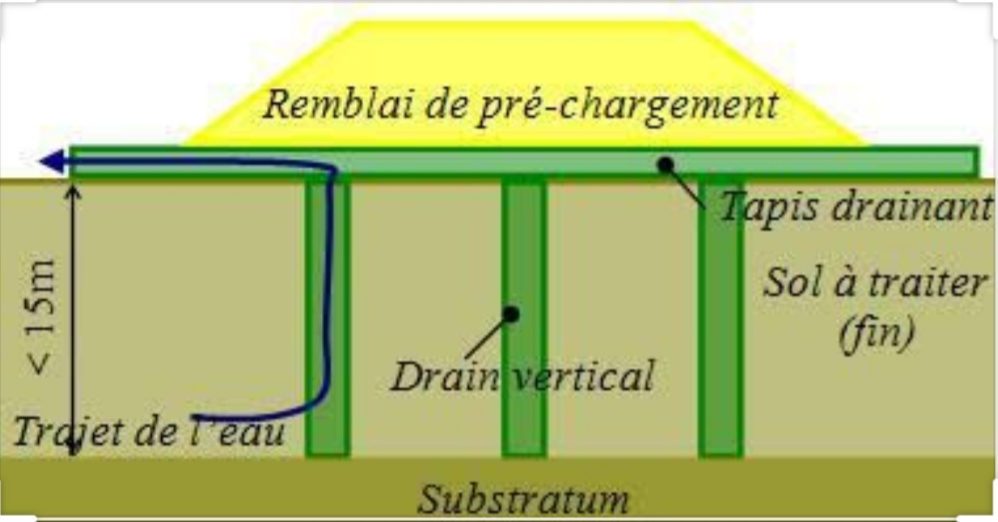 Remblai de pré-chargement
Tapis drainant
Sol à traiter
(fin)
< 15m
Drain vertical
Trajet de l'eau
Substratum